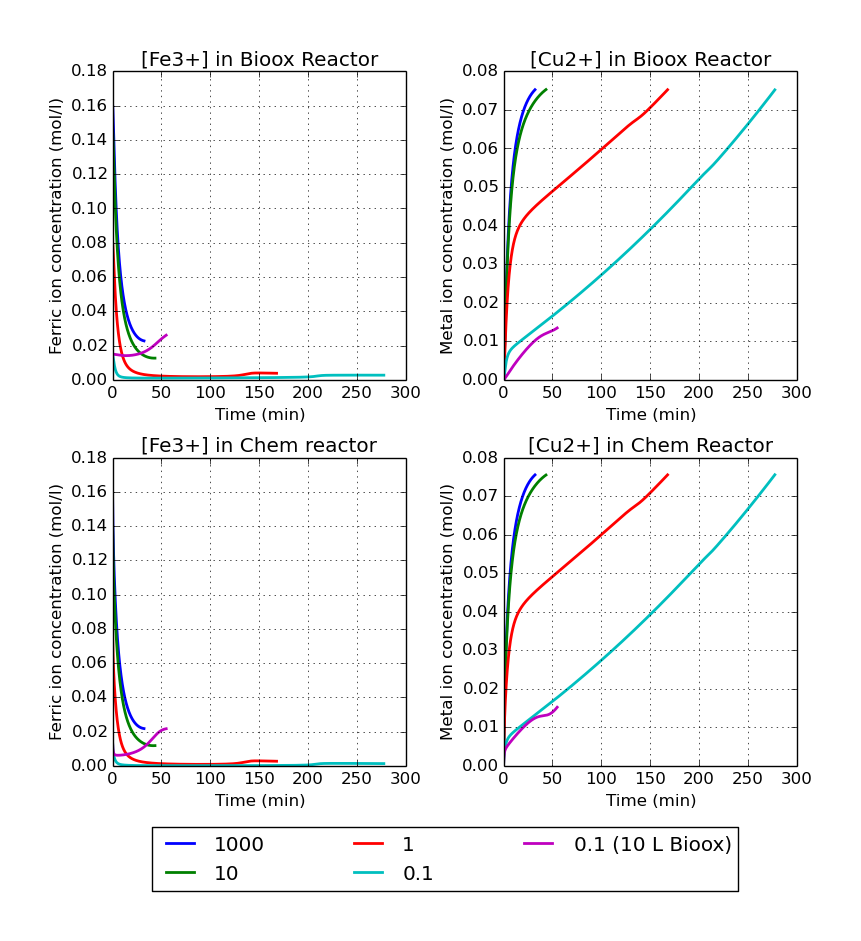 [Fe3+] in Bioox Reactor
Ferric ion concentration (mol/l)
0.18
0.16
0.14
0.12
0.10
0.08
0.06
0.04
0.02
0.00
0 50 100 150 200 250 300
Time (min)
[Cu2+] in Bioox Reactor
Metal ion concentration (mol/l)
0.08
0.07
0.06
0.05
0.04
0.03
0.02
0.01
0.00
0 50 100 150 200 250 300
Time (min)
[Fe3+] in Chem reactor
Ferric ion concentration (mol/l)
0.18
0.16
0.14
0.12
0.10
0.08
0.06
0.04
0.02
0.00
0 50 100 150 200 250 300
Time (min)
[Cu2+] in Chem Reactor
Metal ion concentration (mol/l)
0.08
0.07
0.06
0.05
0.04
0.03
0.02
0.01
0.00
0 50 100 150 200 250 300
Time (min)
1000 1 0.1 (10 L Bioox)
10 0.1